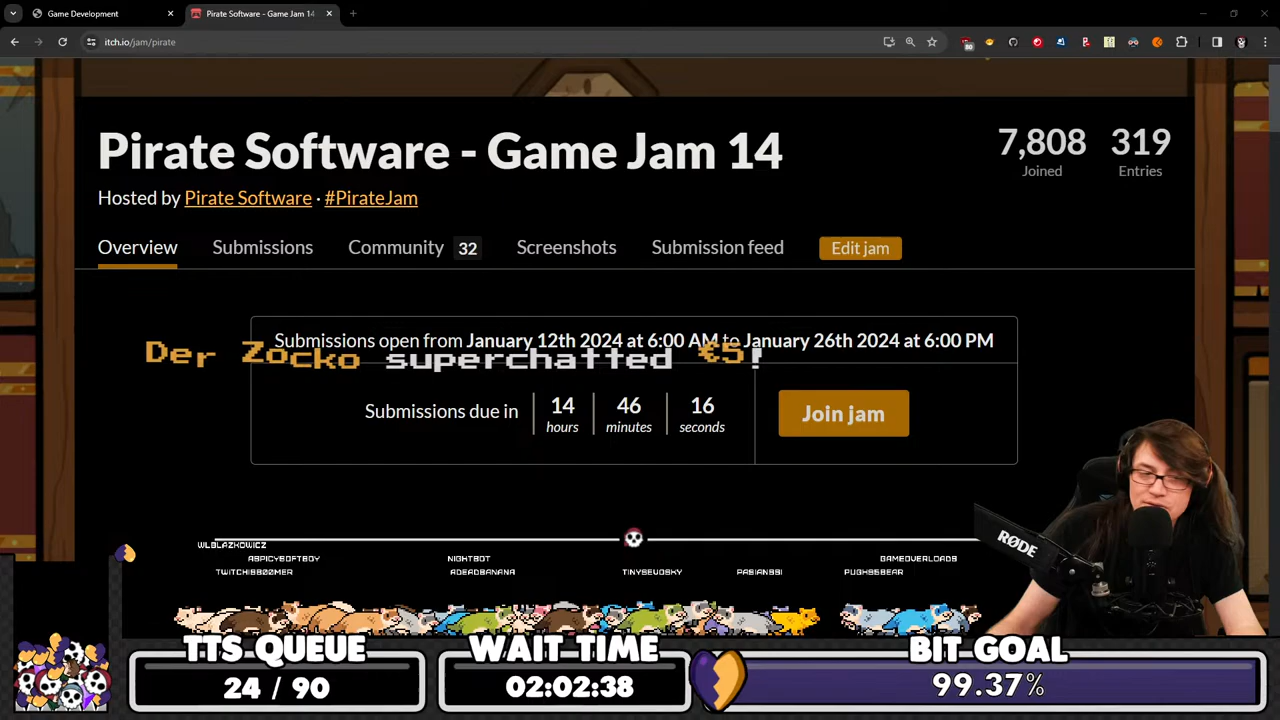 Game Development
Pirate Software - Game Jam 14
itch.io/jam/pirate
80
Pirate Software - Game Jam 14
7,808
319
Joined
Entries
Hosted by Pirate Software · #PirateJam
Overview
Submissions
Community 32
Screenshots
Submission feed
Edit jam
Submissions open from January 12th 2024 at 6:00 AM to January 26th 2024 at 6:00 PM
Der Zocko superchatted €5!
Submissions due in
14
46
16
hours
minutes
seconds
Join jam
RØDE
WLBLAZKOWICZ
ASPICYBOFTBOY
NIGHTBOT
GAMEOVERLOADS
ADEADBANANA
PABIANSSI
TTS QUEUE
WAIT TIME
BIT GOAL
24 / 90
02:02:38
99.37%